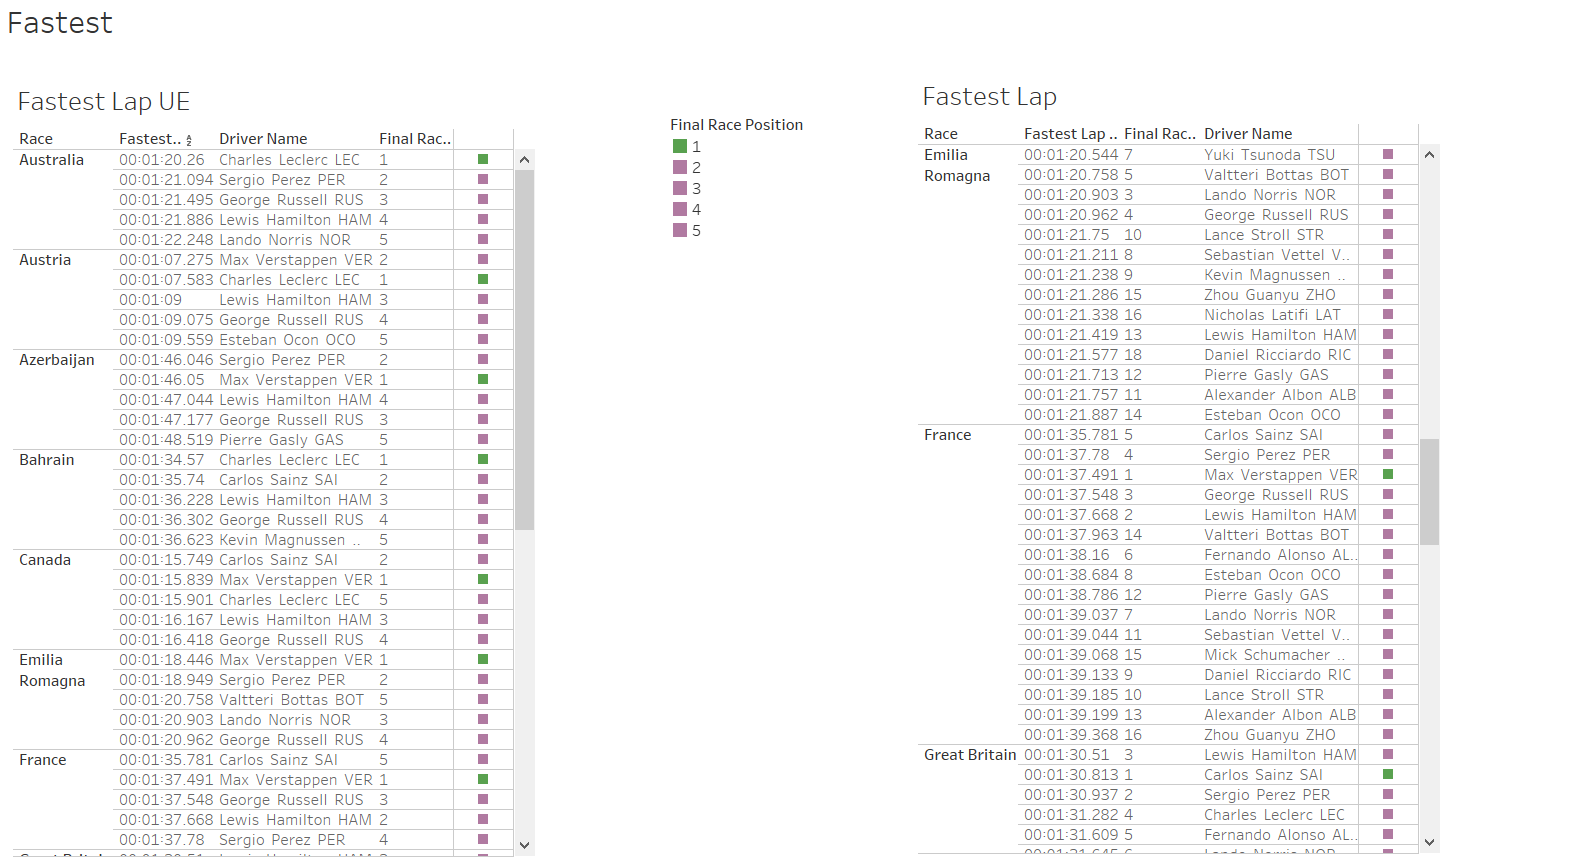 Fastest
Fastest Lap UE
Race Fastest.. Driver Name Final Rac..
Australia 00:01:20.26 Charles Leclerc LEC 1
00:01:21.094 Sergio Perez PER 2
00:01:21.495 George Russell RUS 3
00:01:21.886 Lewis Hamilton HAM 4
00:01:22.248 Lando Norris NOR 5
Austria 00:01:07.275 Max Verstappen VER 2
00:01:07.583 Charles Leclerc LEC 1
00:01:09 Lewis Hamilton HAM 3
00:01:09.075 George Russell RUS 4
00:01:09.559 Esteban Ocon OCO 5
Azerbaijan 00:01:46.046 Sergio Perez PER 2
00:01:46.05 Max Verstappen VER 1
00:01:47.044 Lewis Hamilton HAM 4
00:01:47.177 George Russell RUS 3
00:01:48.519 Pierre Gasly GAS 5
Bahrain 00:01:34.57 Charles Leclerc LEC 1
00:01:35.74 Carlos Sainz SAI 2
00:01:36.228 Lewis Hamilton HAM 3
00:01:36.302 George Russell RUS 4
00:01:36.623 Kevin Magnussen .. 5
Canada 00:01:15.749 Carlos Sainz SAI 2
00:01:15.839 Max Verstappen VER 1
00:01:15.901 Charles Leclerc LEC 5
00:01:16.167 Lewis Hamilton HAM 3
00:01:16.418 George Russell RUS 4
Emilia 00:01:18.446 Max Verstappen VER 1
Romagna 00:01:18.949 Sergio Perez PER 2
00:01:20.758 Valtteri Bottas BOT 5
00:01:20.903 Lando Norris NOR 3
00:01:20.962 George Russell RUS 4
France 00:01:35.781 Carlos Sainz SAI 5
00:01:37.491 Max Verstappen VER 1
00:01:37.548 George Russell RUS 3
00:01:37.668 Lewis Hamilton HAM 2
00:01:37.78 Sergio Perez PER 4
Final Race Position
1
2
3
4
5
Fastest Lap
Race Fastest Lap .. Final Rac.. Driver Name
Emilia 00:01:20.544 7 Yuki Tsunoda TSU
Romagna 00:01:20.758 5 Valtteri Bottas BOT
00:01:20.903 3 Lando Norris NOR
00:01:20.962 4 George Russell RUS
00:01:21.75 10 Lance Stroll STR
00:01:21.211 8 Sebastian Vettel V..
00:01:21.238 9 Kevin Magnussen ..
00:01:21.286 15 Zhou Guanyu ZHO
00:01:21.338 16 Nicholas Latifi LAT
00:01:21.419 13 Lewis Hamilton HAM
00:01:21.577 18 Daniel Ricciardo RIC
00:01:21.713 12 Pierre Gasly GAS
00:01:21.757 11 Alexander Albon ALB
00:01:21.887 14 Esteban Ocon OCO
France 00:01:35.781 5 Carlos Sainz SAI
00:01:37.78 4 Sergio Perez PER
00:01:37.491 1 Max Verstappen VER
00:01:37.548 3 George Russell RUS
00:01:37.668 2 Lewis Hamilton HAM
00:01:37.963 14 Valtteri Bottas BOT
00:01:38.16 6 Fernando Alonso AL..
00:01:38.684 8 Esteban Ocon OCO
00:01:38.786 12 Pierre Gasly GAS
00:01:39.037 7 Lando Norris NOR
00:01:39.044 11 Sebastian Vettel V..
00:01:39.068 15 Mick Schumacher ..
00:01:39.133 9 Daniel Ricciardo RIC
00:01:39.185 10 Lance Stroll STR
00:01:39.199 13 Alexander Albon ALB
00:01:39.368 16 Zhou Guanyu ZHO
Great Britain 00:01:30.51 3 Lewis Hamilton HAM
00:01:30.813 1 Carlos Sainz SAI
00:01:30.937 2 Sergio Perez PER
00:01:31.282 4 Charles Leclerc LEC
00:01:31.609 5 Fernando Alonso AL..